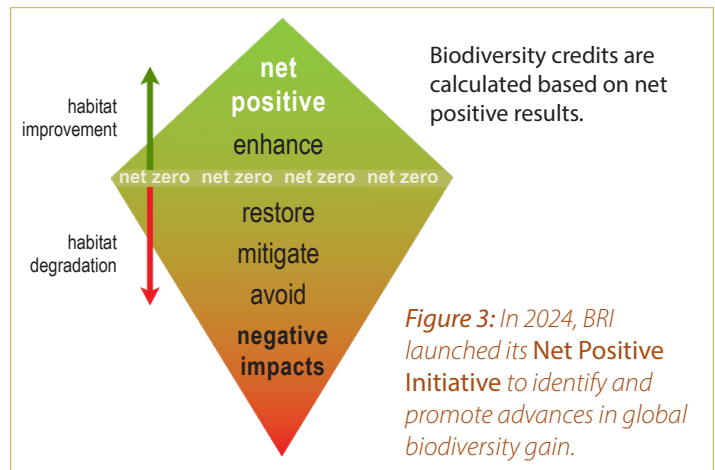 Biodiversity credits are
calculated based on net
positive results.
net
positive
habitat
improvement
enhance
net zero net zero net zero net zero
restore
habitat
degradation
mitigate
avoid
negative
impacts
Figure 3: In 2024, BRI
launched its Net Positive
Initiative to identify and
promote advances in global
biodiversity gain.